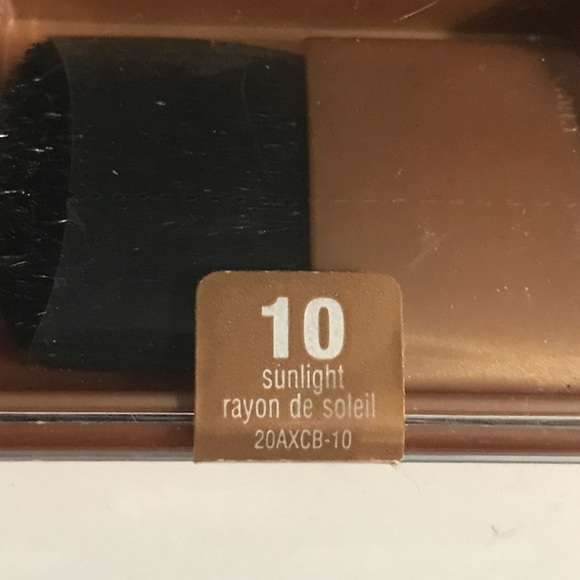 10
sunlight
rayon de soleil
20AXCB-10